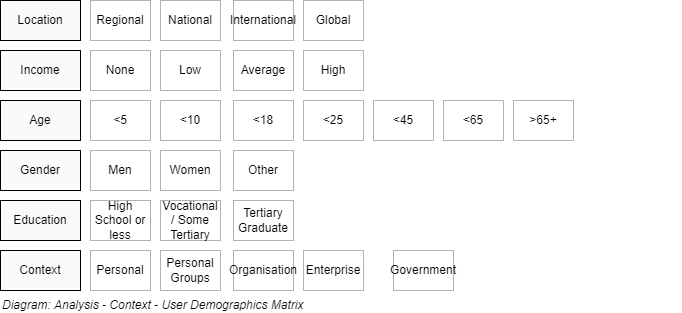 Location Regional National International Global
Income None Low Average High
Age <5 <10 <18 <25 <45 <65 >65+
Gender Men Women Other
Education High School or less Vocational / Some Tertiary Tertiary Graduate
Context Personal Personal Groups Organisation Enterprise Government
Diagram: Analysis - Context - User Demographics Matrix